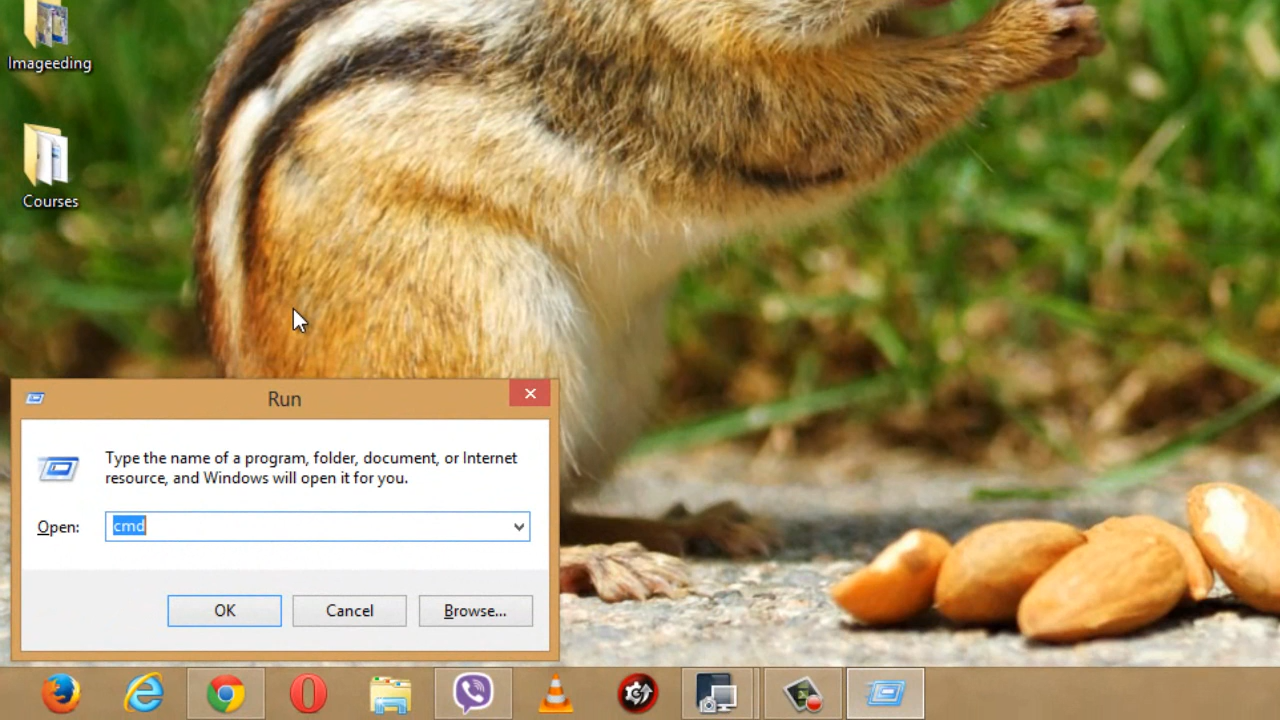 Imageeding
Courses
Run
Type the name of a program, folder, document, or Internet
resource, and Windows will open it for you.
Open:
cmd
OK
Cancel
Browse...